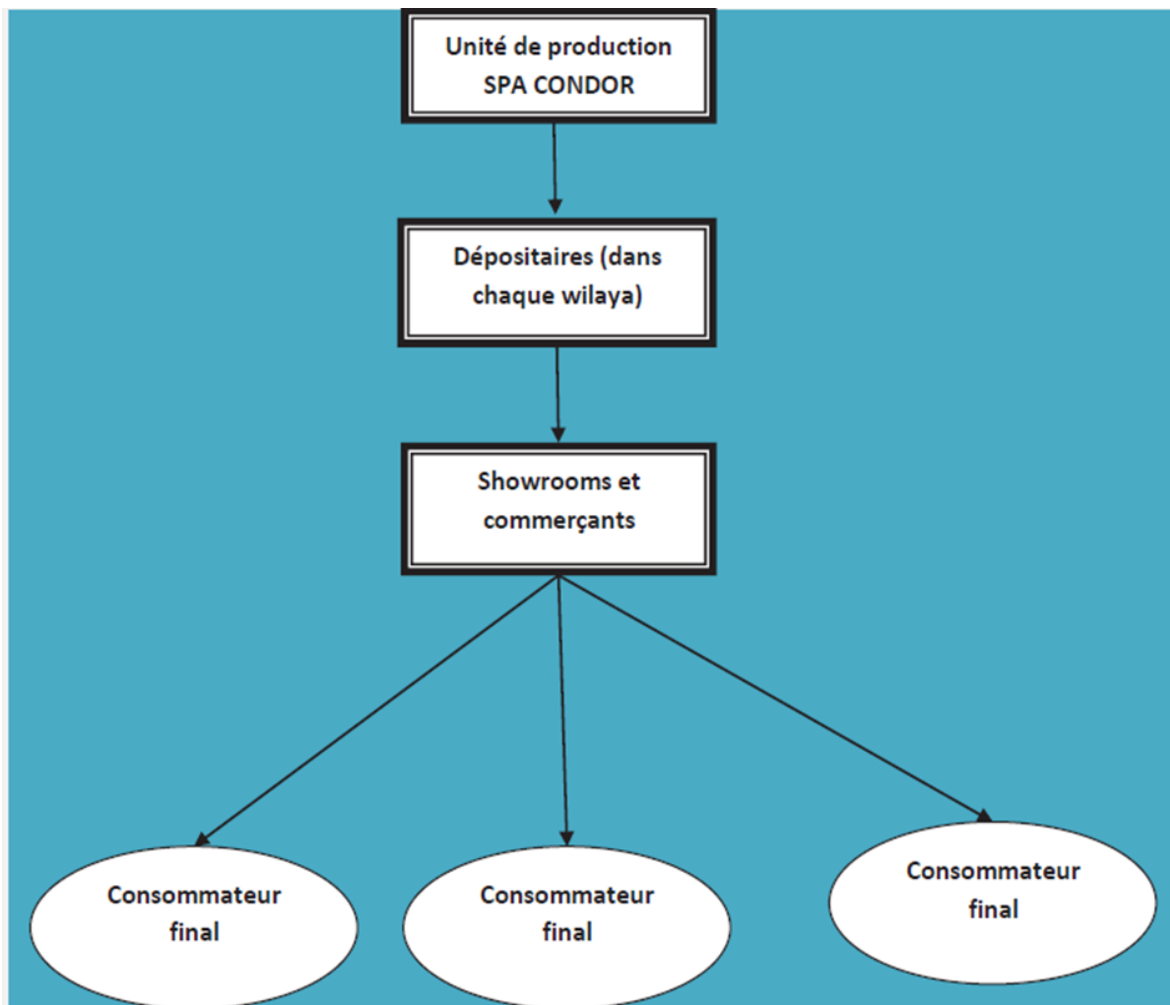 Unité de production
SPA CONDOR
Dépositaires (dans
chaque wilaya)
Showrooms et
commerçants
Consommateur
final
Consommateur
final
Consommateur
final